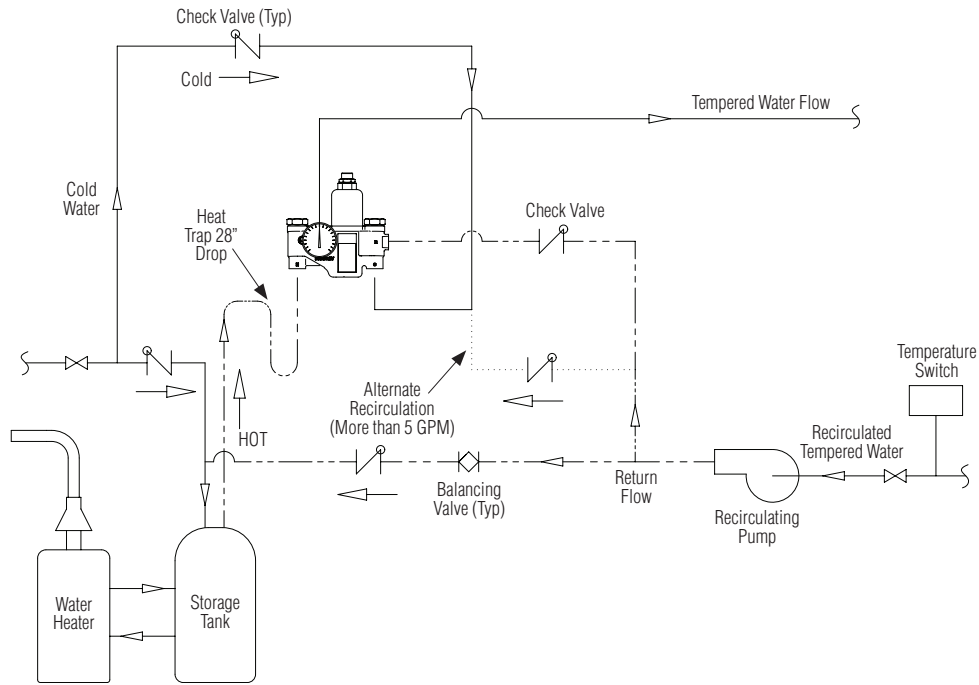 Check Valve (Typ)
Cold
Tempered Water Flow
Cold
Water
Heat
Trap 28"
Drop
Check Valve
Alternate
Recirculation
(More than 5 GPM)
Temperature
Switch
HOT
Recirculated
Tempered Water
Balancing
Valve (Typ)
Return
Flow
Recirculating
Pump
Water
Heater
Storage
Tank